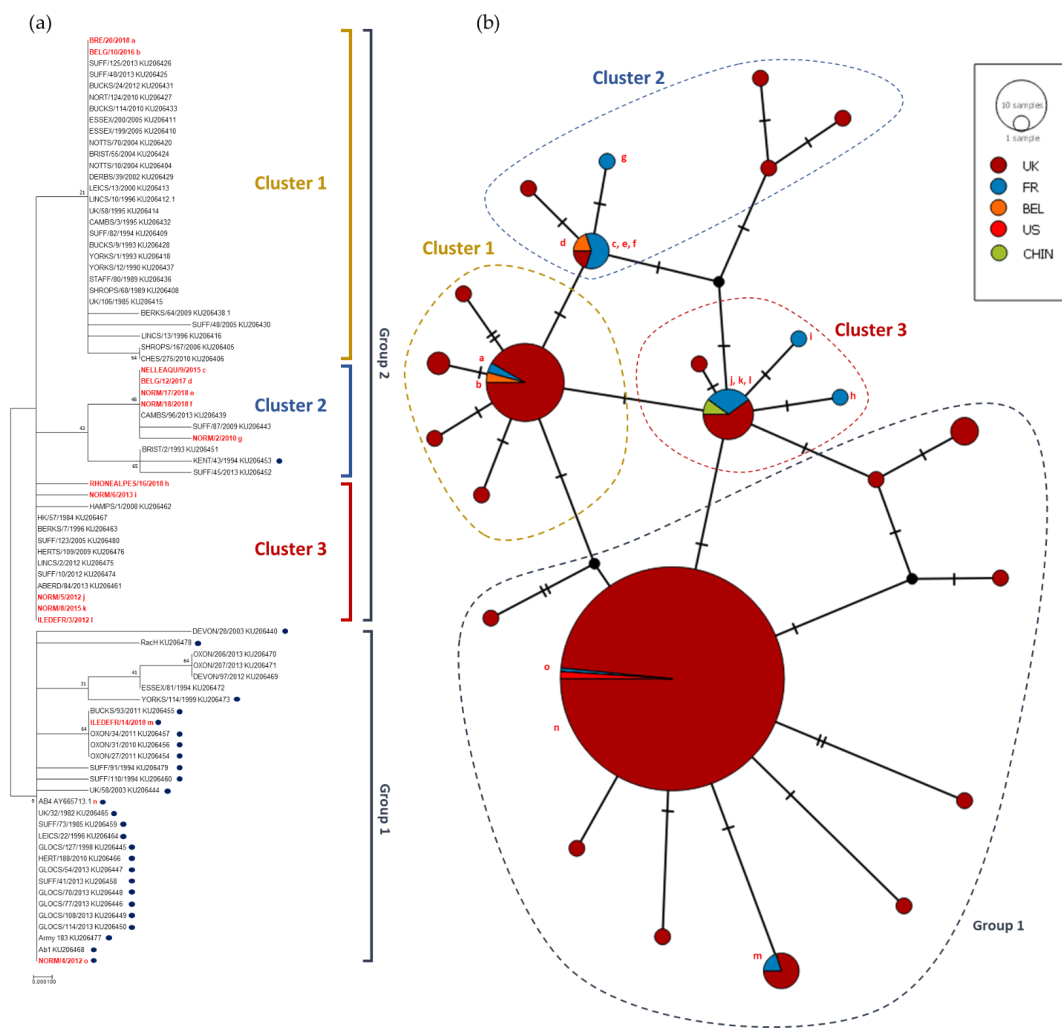 (a)
BRE/20/2018 a
BELG/10/2016 b
SUFF/125/2013 KU206426
SUFF/48/2013 KU206425
BUCKS/24/2012 KU206431
NORT/124/2010 KU206427
BUCKS/114/2010 KU206433
ESSEX/200/2005 KU206411
ESSEX/199/2005 KU206410
NOTTS/70/2004 KU206420
BRIST/55/2004 KU206424
NOTTS/10/2004 KU206404
DERBS/39/2002 KU206429
21
LEICS/13/2000 KU206413
LINCS/10/1996 KU206412.1
UK/58/1995 KU206414
CAMBS/3/1995 KU206432
SUFF/82/1994 KU206409
BUCKS/9/1993 KU206428
YORKS/1/1993 KU206418
YORKS/12/1990 KU206437
STAFF/80/1989 KU206436
SHROPS/68/1989 KU206408
UK/106/1985 KU206415
BERKS/64/2009 KU206438.1
SUFF/48/2005 KU206430
LINCS/13/1996 KU206416
SHROPS/167/2006 KU206405
64
CHES/275/2010 KU206406
Cluster 1
NELLEAQU/9/2015 c
BELG/12/2017 d
NORM/17/2018 e
48
NORM/18/2018 f
CAMBS/96/2013 KU206439
SUFF/87/2009 KU206443
43
NORM/2/2010 g
BRIST/2/1993 KU206451
KENT/43/1994 KU206453
65
SUFF/45/2013 KU206452
Cluster 2
RHONEALPES/16/2018 h
NORM/6/2013 i
HAMPS/1/2008 KU206462
HK/57/1984 KU206467
BERKS/7/1996 KU206463
SUFF/123/2005 KU206480
HERTS/109/2009 KU206476
LINCS/2/2012 KU206475
SUFF/10/2012 KU206474
ABERD/84/2013 KU206461
NORM/5/2012 j
NORM/8/2015 k
ILEDEFR/3/2012 l
Cluster 3
Group 2
DEVON/28/2003 KU206440
RacH KU206478
OXON/206/2013 KU206470
64
OXON/207/2013 KU206471
41
DEVON/97/2012 KU206469
31
ESSEX/81/1994 KU206472
YORKS/114/1999 KU206473
BUCKS/93/2011 KU206455
ILEDEFR/14/2018 m
64
OXON/34/2011 KU206457
OXON/31/2010 KU206456
OXON/27/2011 KU206454
SUFF/91/1994 KU206479
SUFF/110/1994 KU206460
UK/58/2003 KU206444
AB4 AY665713.1 n
UK/32/1982 KU206465
SUFF/73/1985 KU206459
LEICS/22/1996 KU206464
GLOCS/127/1998 KU206445
HERT/188/2010 KU206466
GLOCS/54/2013 KU206447
SUFF/41/2013 KU206458
GLOCS/70/2013 KU206448
GLOCS/77/2013 KU206446
GLOCS/108/2013 KU206449
GLOCS/114/2013 KU206450
Army 183 KU206477
Ab1 KU206468
NORM/4/2012 o
Group 1
0.000100
(b)
Cluster 2
g
d
c, e, f
Cluster 1
a
b
Cluster 3
i
j, k, l
h
o
n
m
Group 1
10 samples
1 sample
UK
FR
BEL
US
CHIN